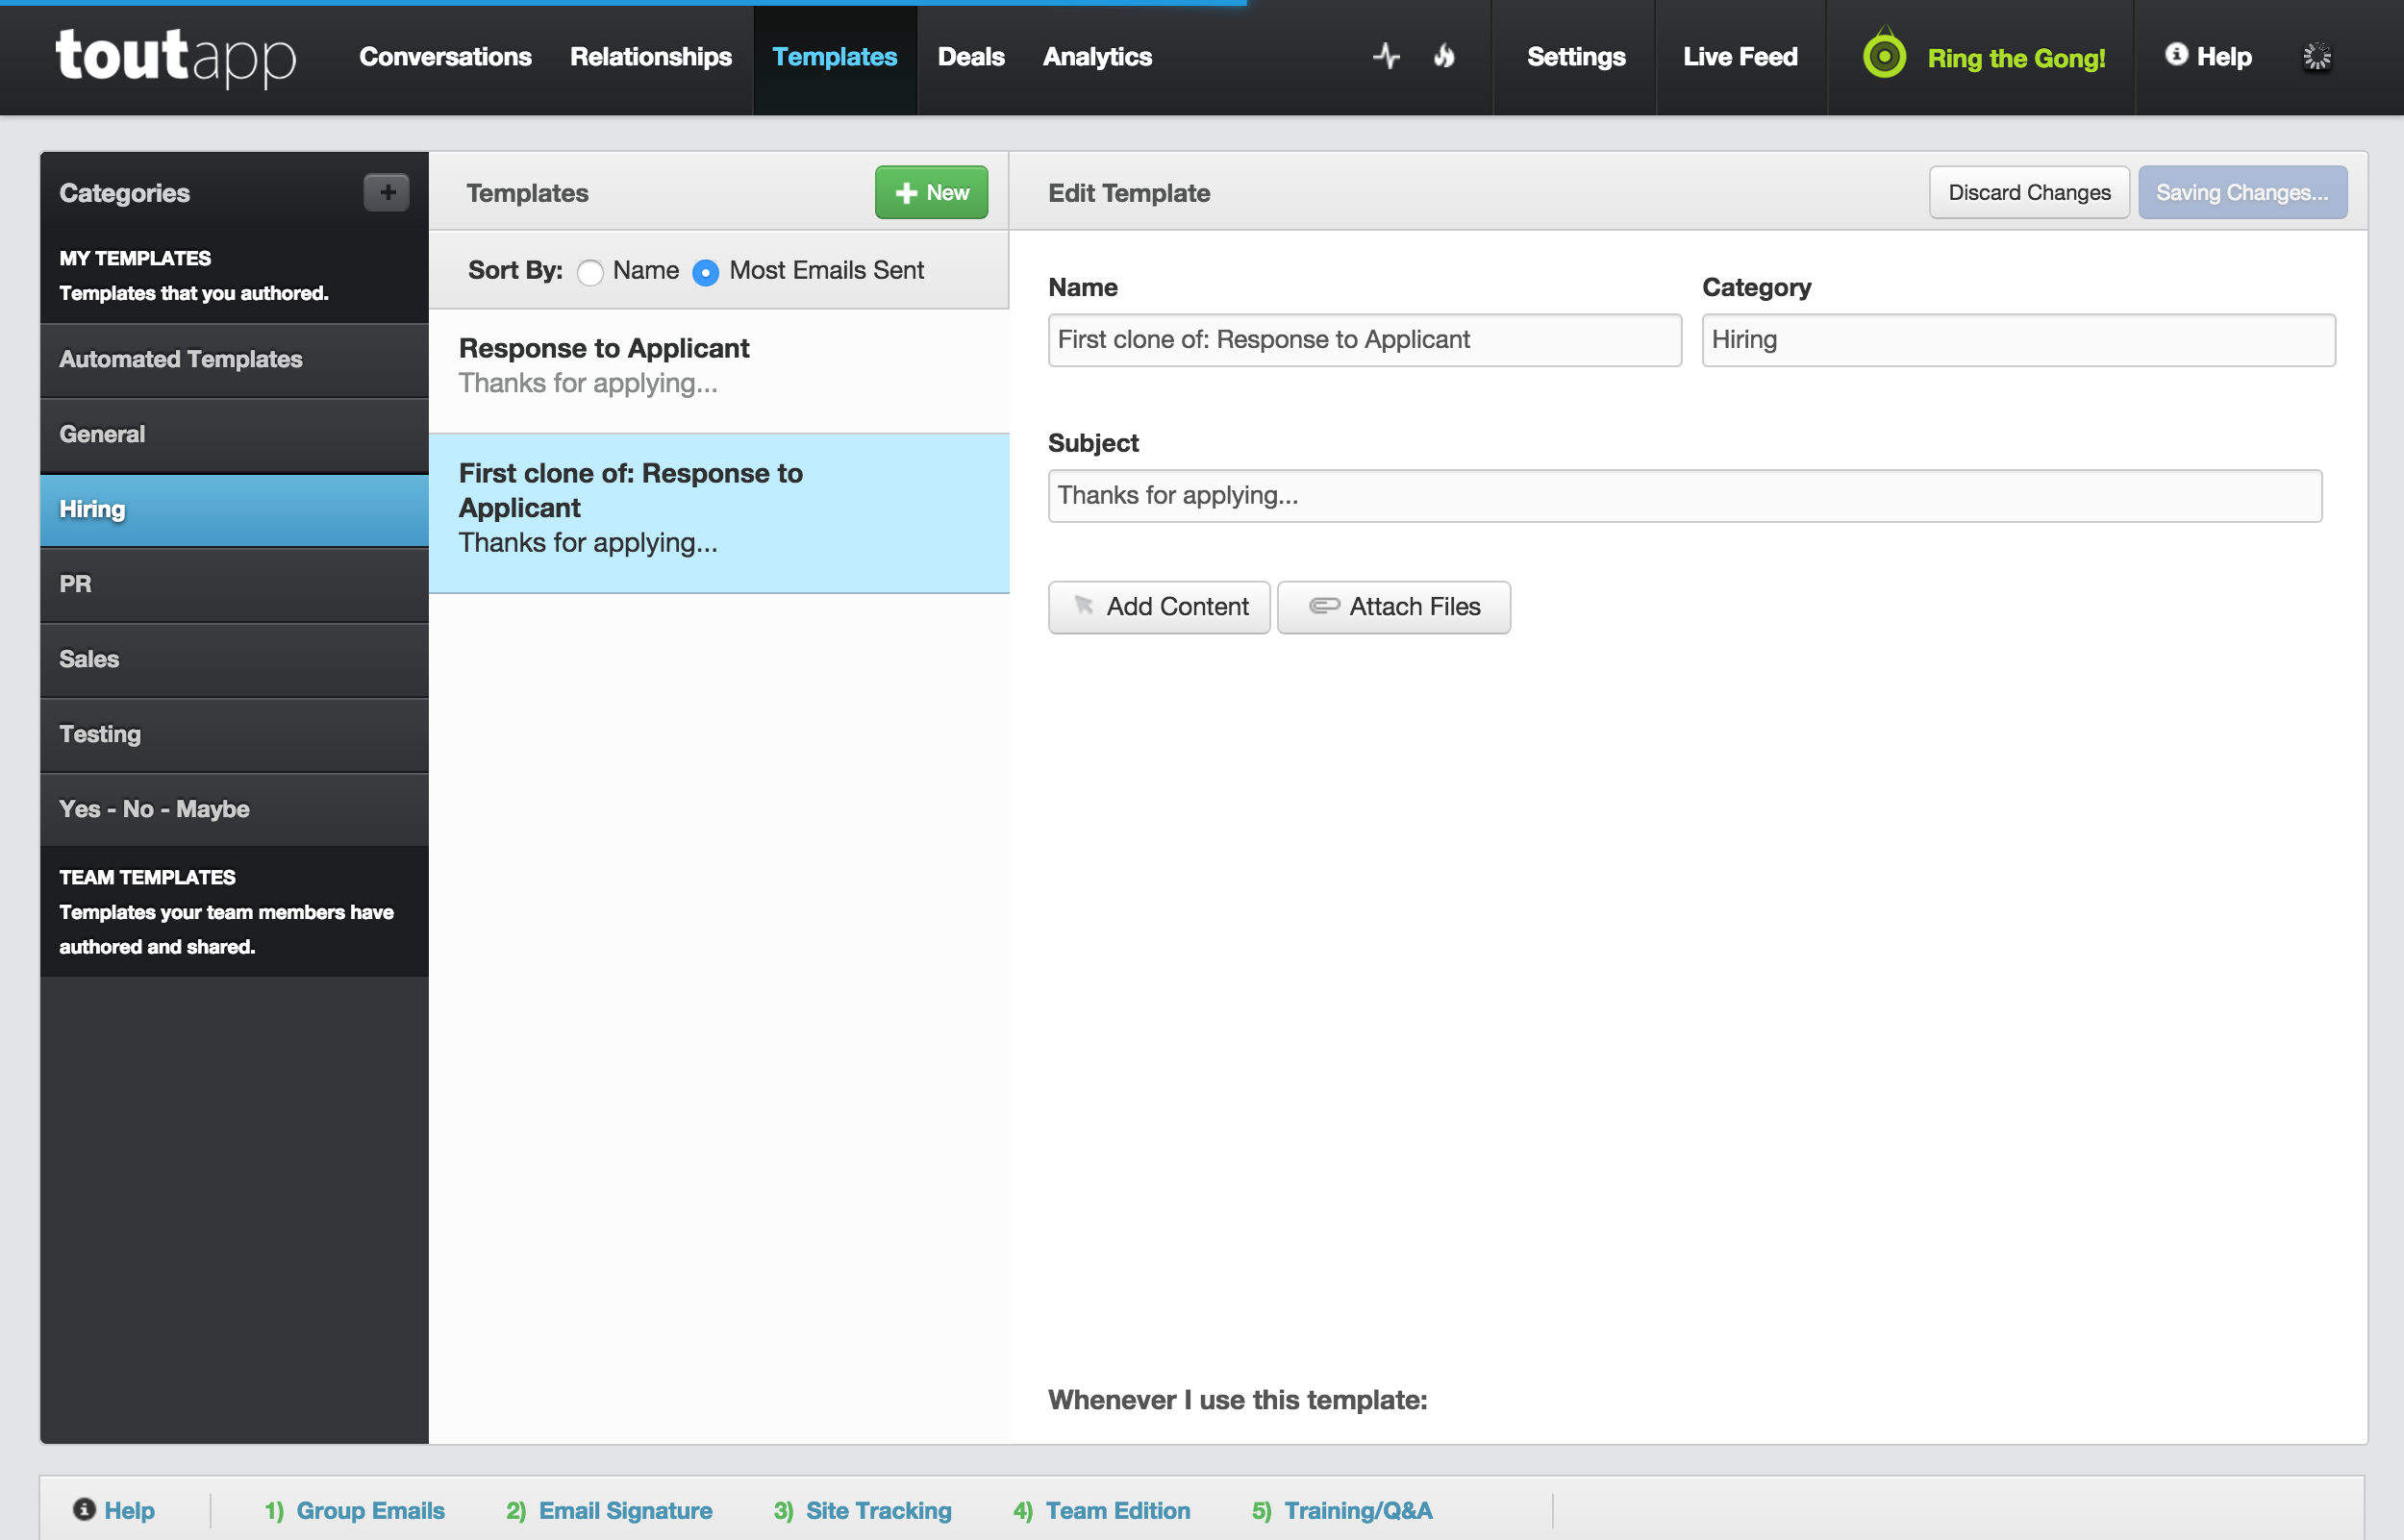 toutapp
Conversations Relationships Templates Deals Analytics Settings Live Feed Ring the Gong! Help
Categories +
MY TEMPLATES
Templates that you authored.
Automated Templates
General
Hiring
PR
Sales
Testing
Yes - No - Maybe
TEAM TEMPLATES
Templates your team members have
authored and shared.
Templates + New
Sort By: Name Most Emails Sent
Response to Applicant
Thanks for applying...
First clone of: Response to
Applicant
Thanks for applying...
Edit Template Discard Changes Saving Changes...
Name Category
First clone of: Response to Applicant Hiring
Subject
Thanks for applying...
Add Content Attach Files
Whenever I use this template:
Help 1) Group Emails 2) Email Signature 3) Site Tracking 4) Team Edition 5) Training/Q&A